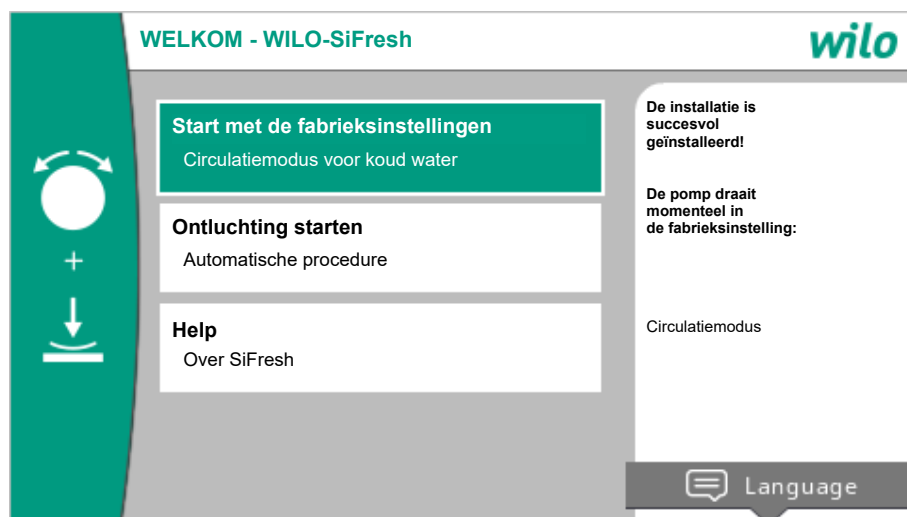 WELKOM - WILO-SiFresh
wilo
Start met de fabrieksinstellingen
Circulatiemodus voor koud water
Ontluchting starten
Automatische procedure
Help
Over SiFresh
De installatie is
succesvol
geïnstalleerd!
De pomp draait
momenteel in
de fabrieksinstelling:
Circulatiemodus
Language